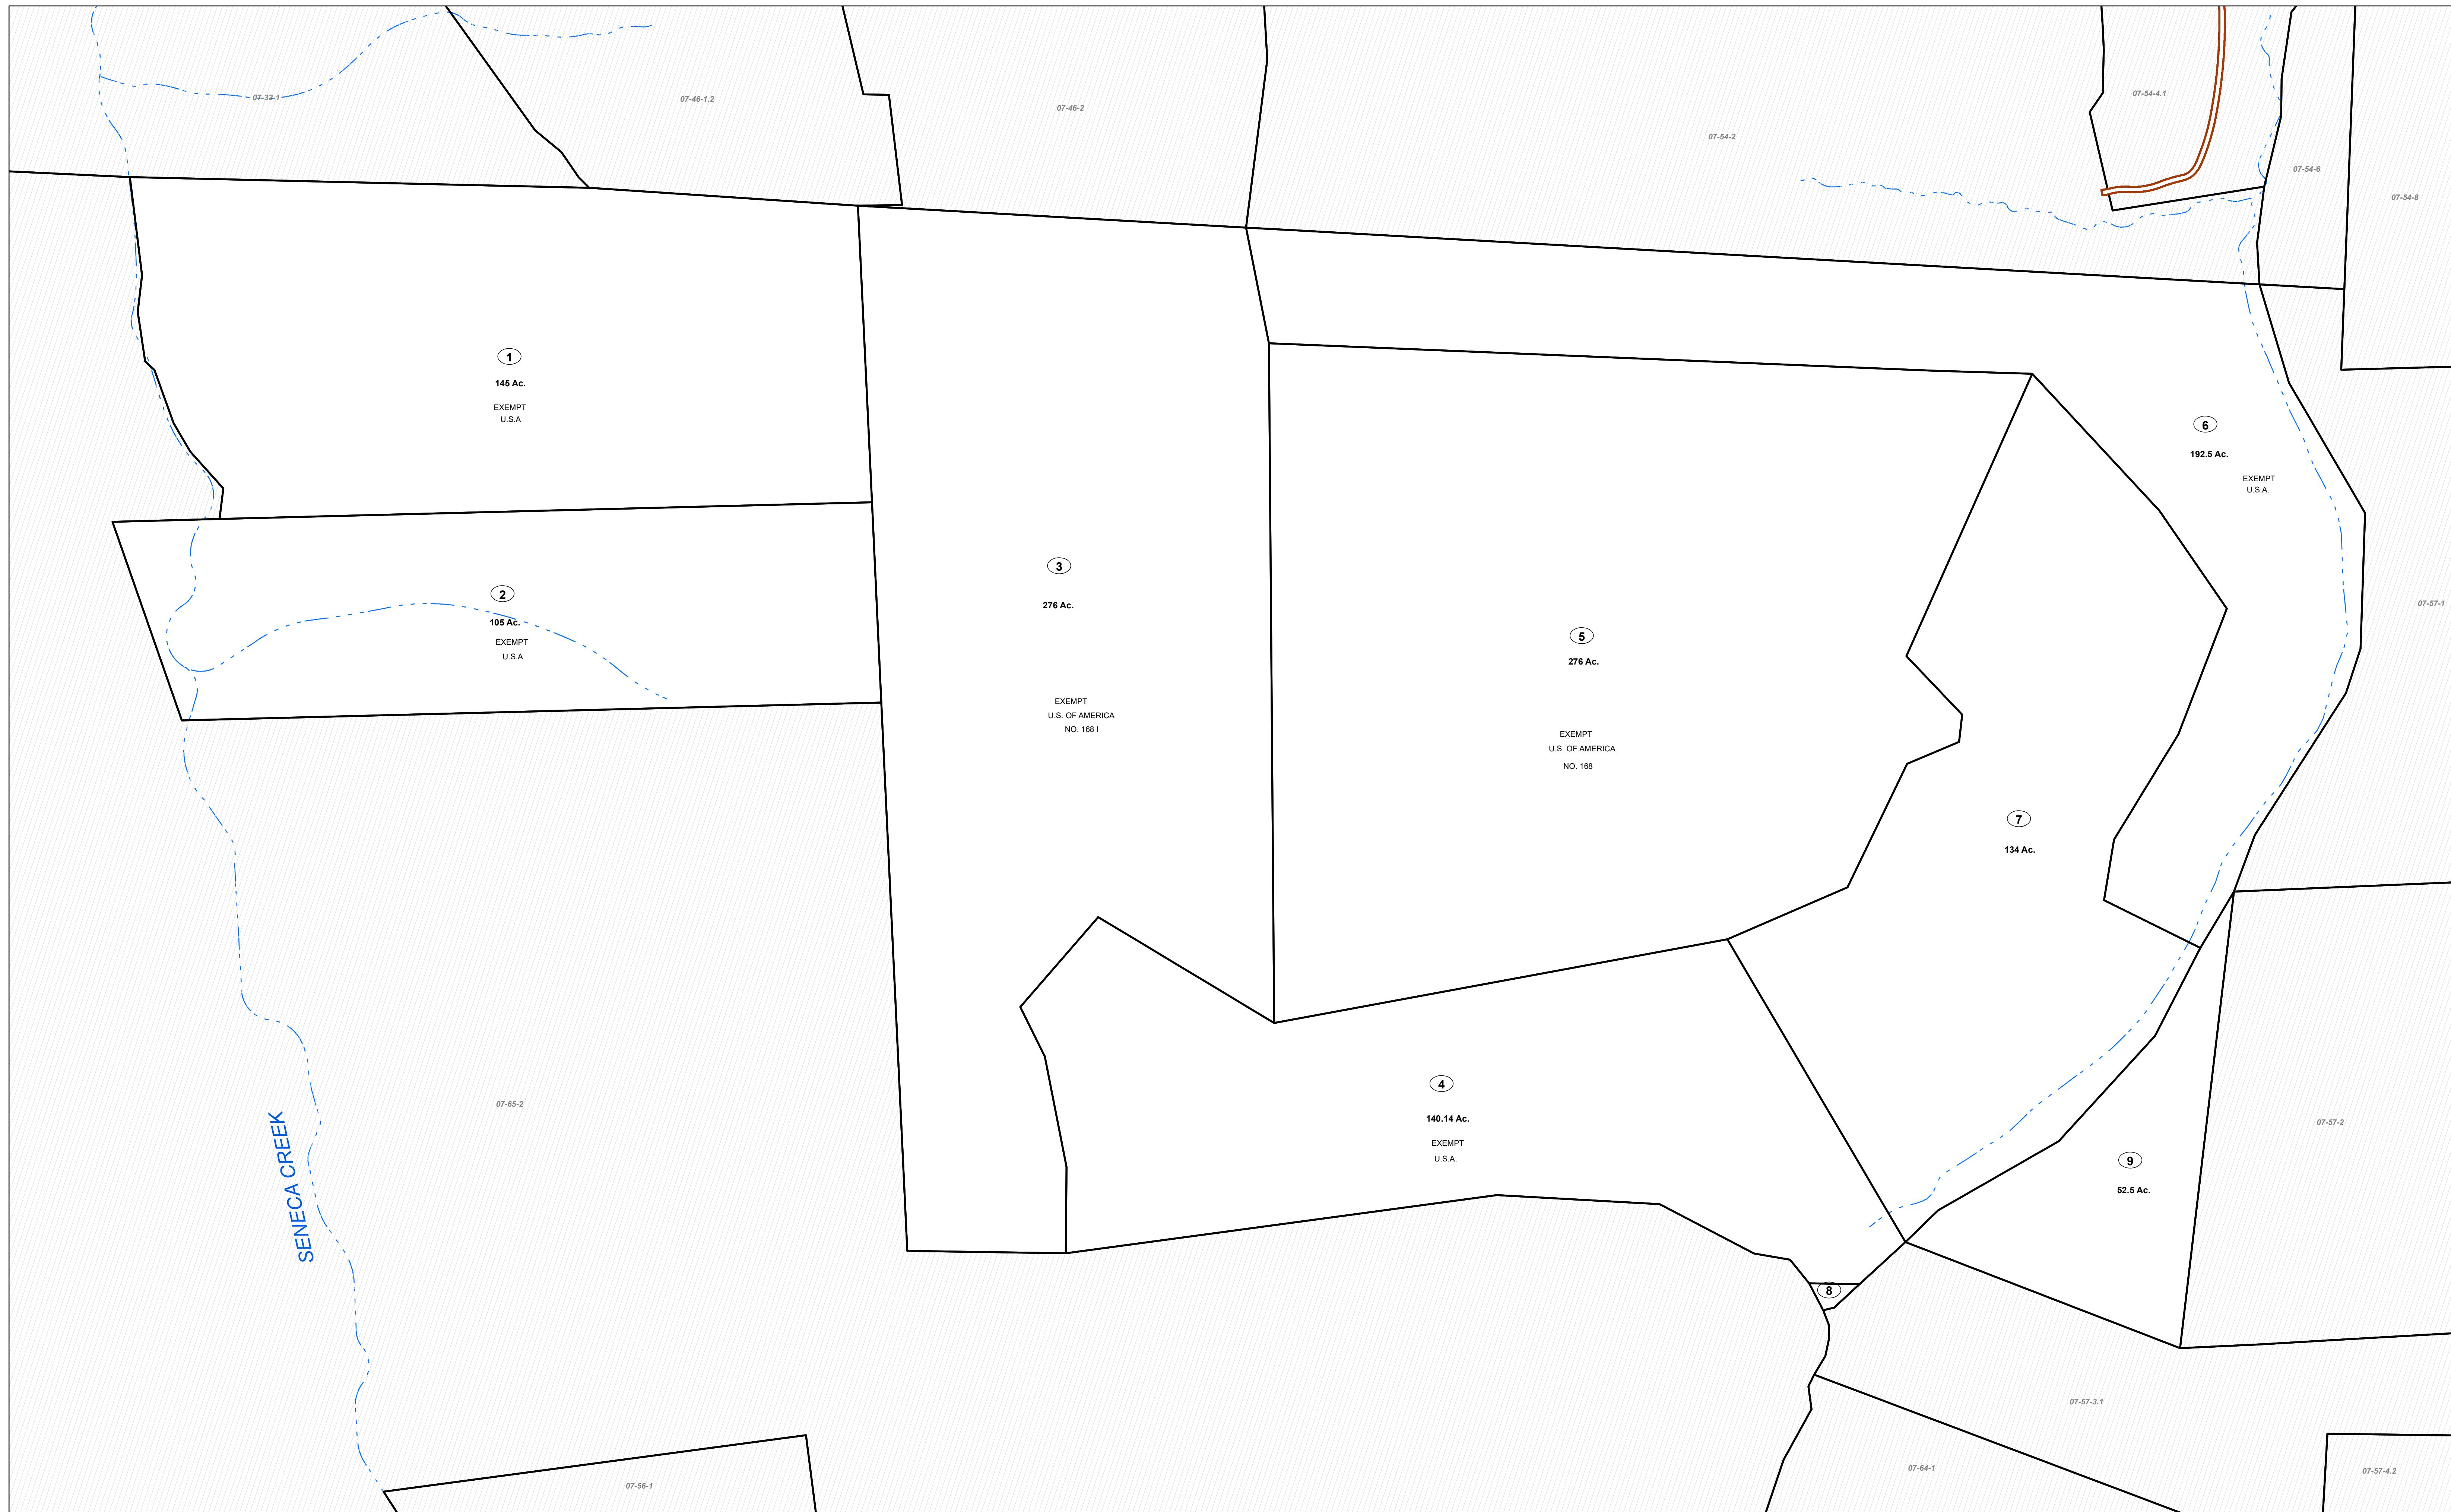 07-32-1
07-46-1.2
07-46-2
07-54-2
07-54-4.1
07-54-6
07-54-8
1
145 Ac.
EXEMPT
U.S.A
2
105 Ac.
EXEMPT
U.S.A
3
276 Ac.
EXEMPT
U.S. OF AMERICA
NO. 168 I
5
276 Ac.
EXEMPT
U.S. OF AMERICA
NO. 168
6
192.5 Ac.
EXEMPT
U.S.A.
07-57-1
7
134 Ac.
4
140.14 Ac.
EXEMPT
U.S.A.
07-65-2
SENECA CREEK
9
52.5 Ac.
07-57-2
8
07-57-3.1
07-56-1
07-64-1
07-57-4.2